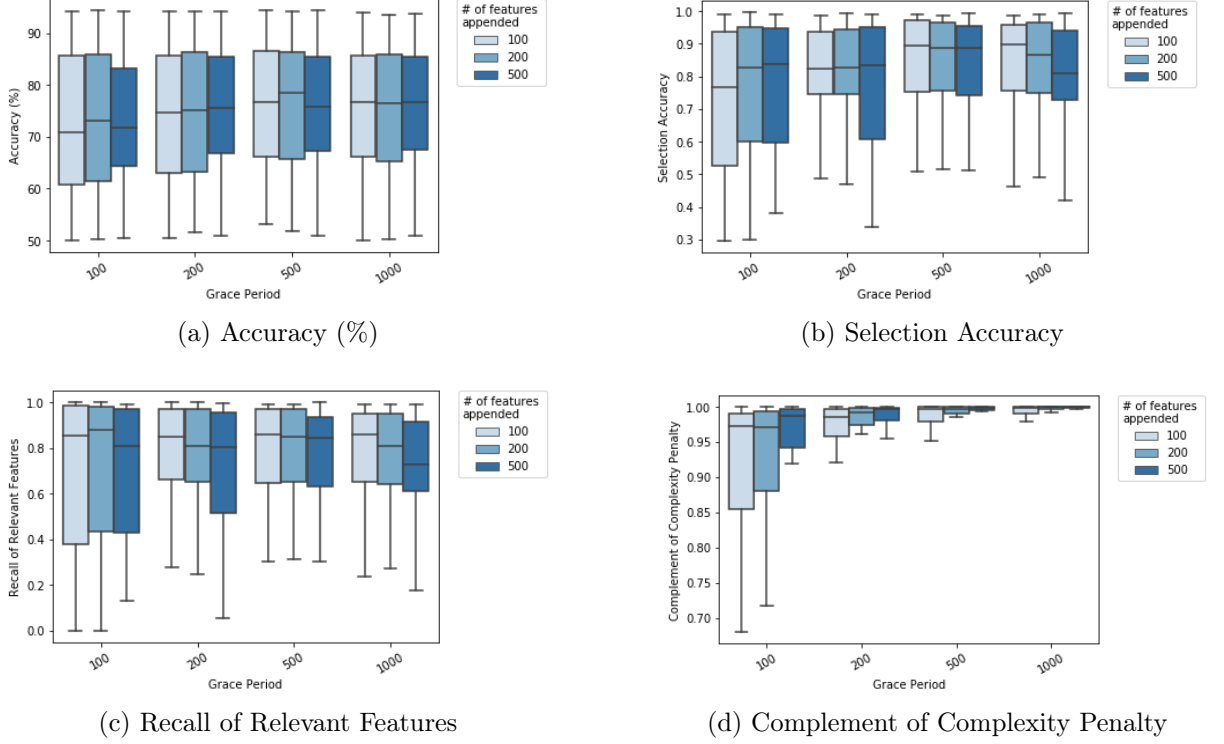 90
80
70
60
50
Accuracy (%)
100
200
500
1000
Grace Period
# of features
appended
100
200
500
(a) Accuracy (%)
1.0
0.9
0.8
0.7
0.6
0.5
0.4
0.3
Selection Accuracy
100
200
500
1000
Grace Period
# of features
appended
100
200
500
(b) Selection Accuracy
1.0
0.8
0.6
0.4
0.2
0.0
Recall of Relevant Features
100
200
500
1000
Grace Period
# of features
appended
100
200
500
(c) Recall of Relevant Features
1.00
0.95
0.90
0.85
0.80
0.75
0.70
Complement of Complexity Penalty
100
200
500
1000
Grace Period
# of features
appended
100
200
500
(d) Complement of Complexity Penalty